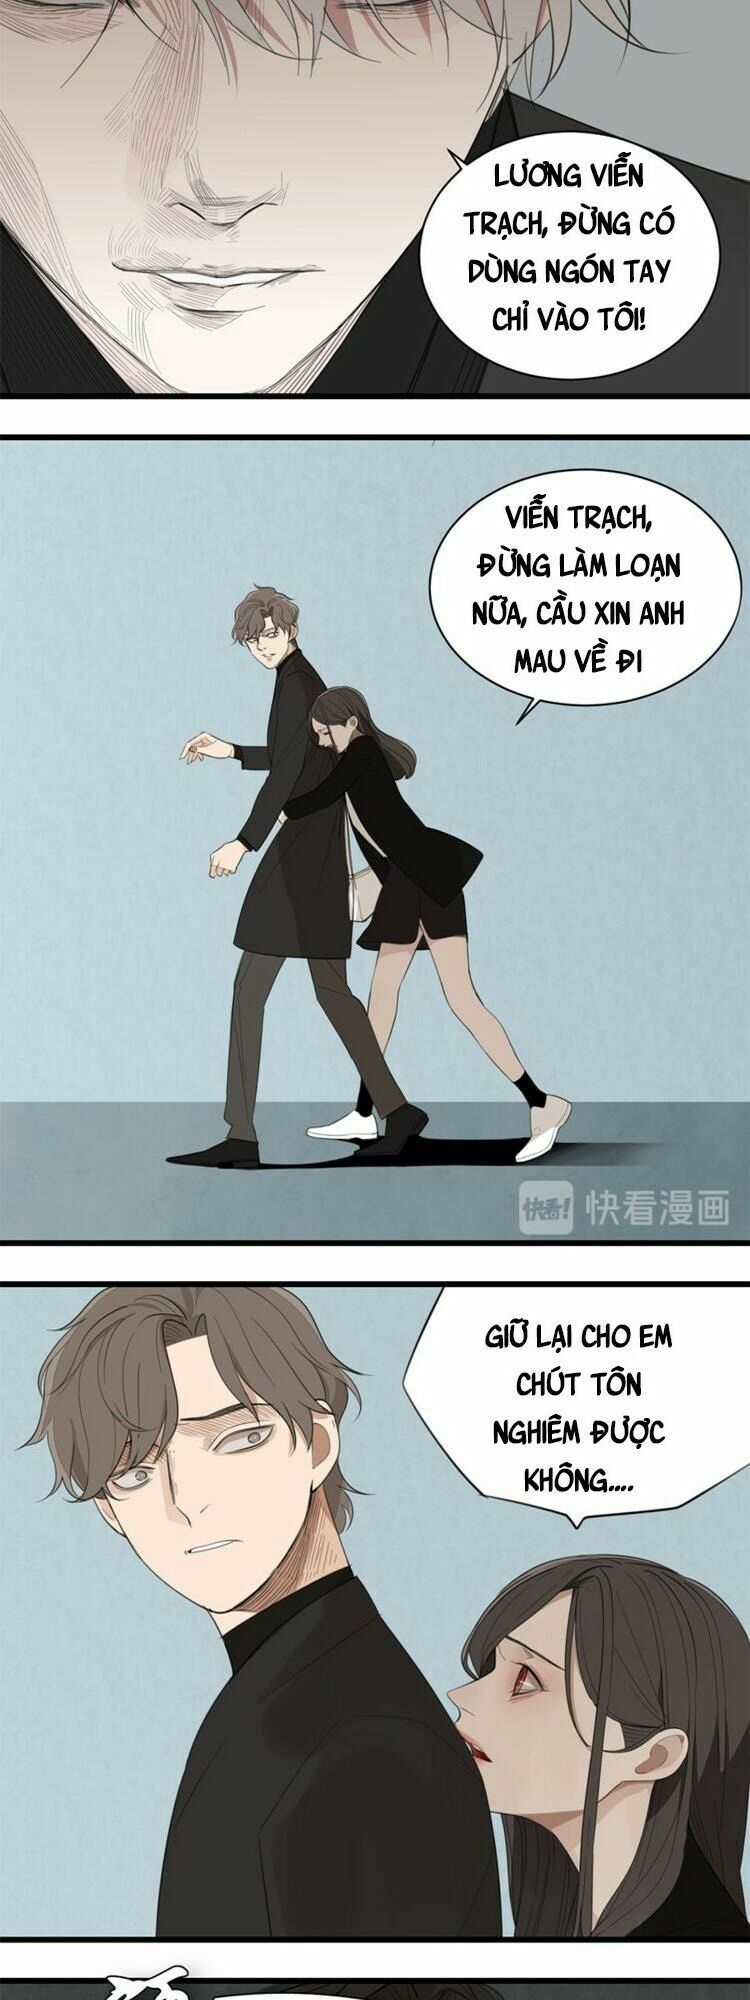 LƯƠNG VIỄN
TRẠCH, ĐỪNG CÓ
DÙNG NGÓN TAY
CHỈ VÀO TÔI!
VIỄN TRẠCH,
ĐỪNG LÀM LOẠN
NỮA, CẦU XIN ANH
MAU VỀ ĐI
快看! 快看漫画
GIỮ LẠI CHO EM
CHÚT TÔN
NGHIÊM ĐƯỢC
KHÔNG....